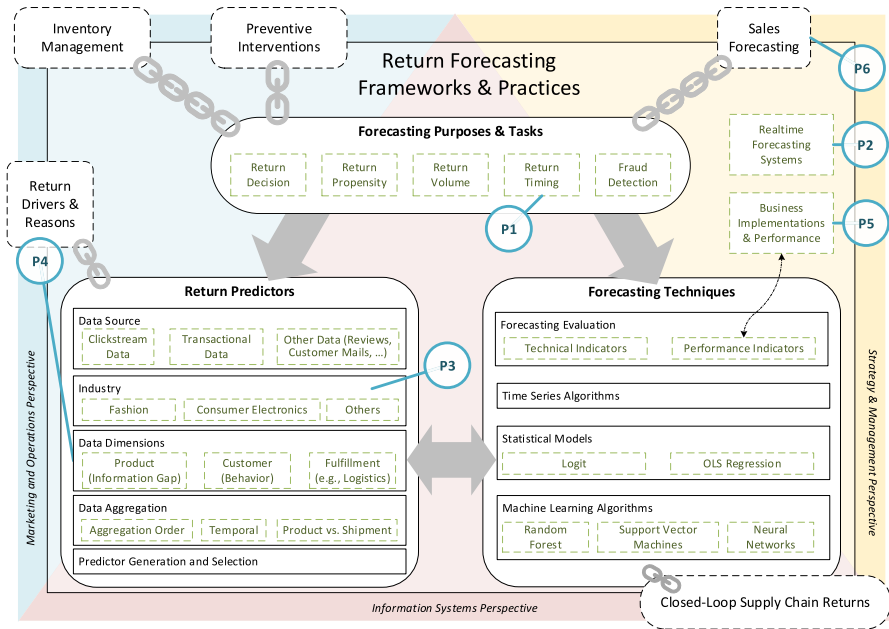 Inventory
Management
Preventive
Interventions
Sales
Forecasting
Return Forecasting
Frameworks & Practices
P6
Forecasting Purposes & Tasks
Return
Decision
Return
Propensity
Return
Volume
Return
Timing
Fraud
Detection
Realtime
Forecasting
Systems
P2
Return
Drivers &
Reasons
P1
Business
Implementations
& Performance
P5
P4
Return Predictors
Data Source
Clickstream
Data
Transactional
Data
Other Data (Reviews,
Customer Mails, ...)
Industry
Fashion
Consumer Electronics
Others
P3
Data Dimensions
Product
(Information Gap)
Customer
(Behavior)
Fulfillment
(e.g., Logistics)
Data Aggregation
Aggregation Order
Temporal
Product vs. Shipment
Predictor Generation and Selection
Forecasting Techniques
Forecasting Evaluation
Technical Indicators
Performance Indicators
Time Series Algorithms
Statistical Models
Logit
OLS Regression
Machine Learning Algorithms
Random
Forest
Support Vector
Machines
Neural
Networks
Marketing and Operations Perspective
Strategy & Management Perspective
Information Systems Perspective
Closed-Loop Supply Chain Returns